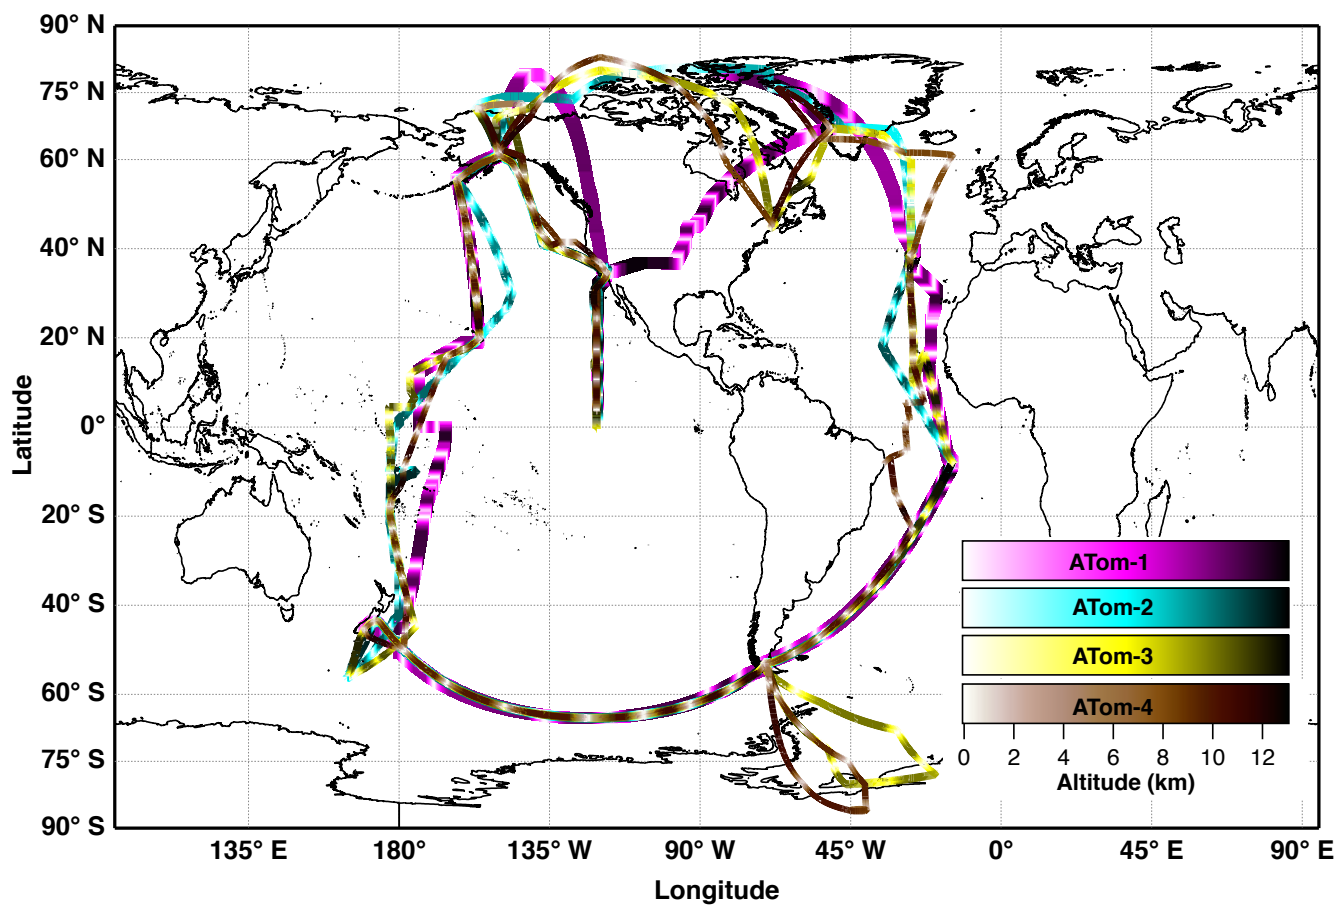 90° N
75° N
60° N
40° N
20° N
0°
20° S
40° S
60° S
75° S
90° S
Latitude
135° E 180° 135° W 90° W 45° W 0° 45° E 90° E
Longitude
ATom-1
ATom-2
ATom-3
ATom-4
0 2 4 6 8 10 12
Altitude (km)